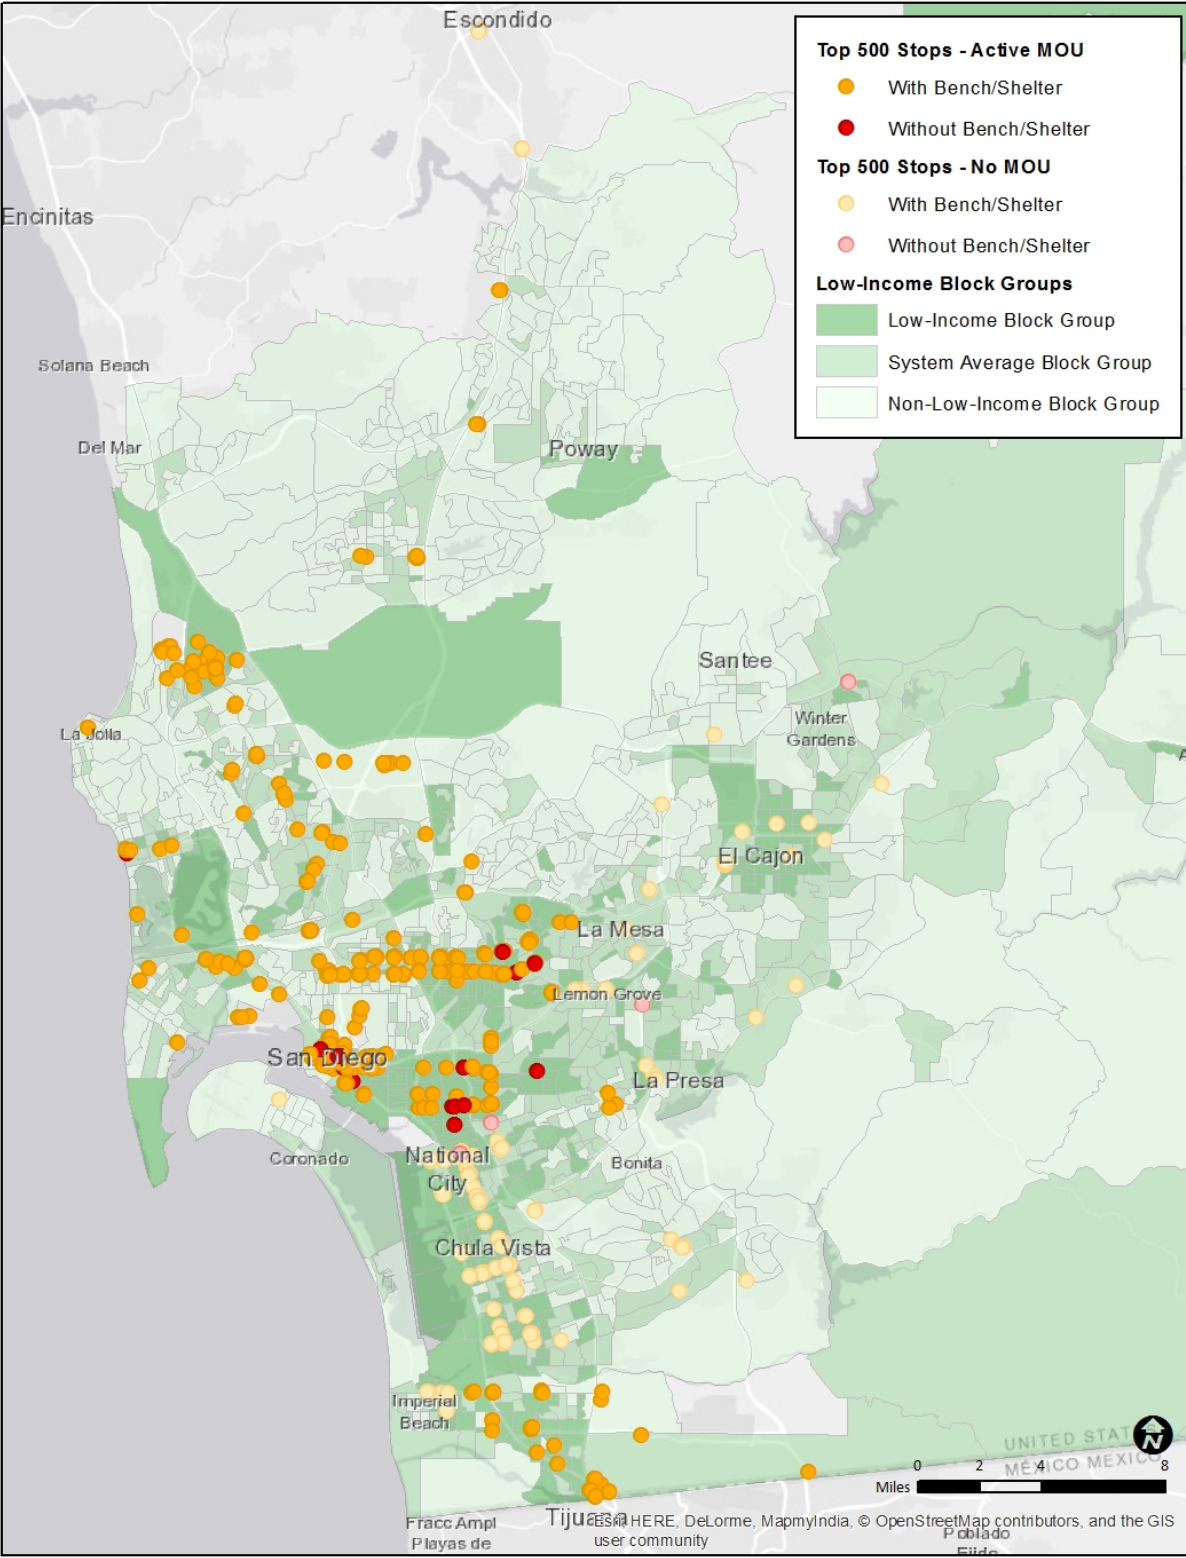 Escondido
Top 500 Stops - Active MOU
With Bench/Shelter
Without Bench/Shelter
Top 500 Stops - No MOU
With Bench/Shelter
Without Bench/Shelter
Low-Income Block Groups
Low-Income Block Group
System Average Block Group
Non-Low-Income Block Group
Encinitas
Solana Beach
Del Mar
Poway
Santee
Winter
Gardens
La Jolla
El Cajon
La Mesa
Lemon Grove
San Diego
La Presa
Coronado
National
City
Bonita
Chula Vista
Imperial
Beach
UNITED STATES
MÉXICO MEXICO
N
0 2 4 8
Miles
Tijuana
Fracc Ampl
Playas de
Esri, HERE, DeLorme, MapmyIndia, © OpenStreetMap contributors, and the GIS
user community
Poblado
Ejido